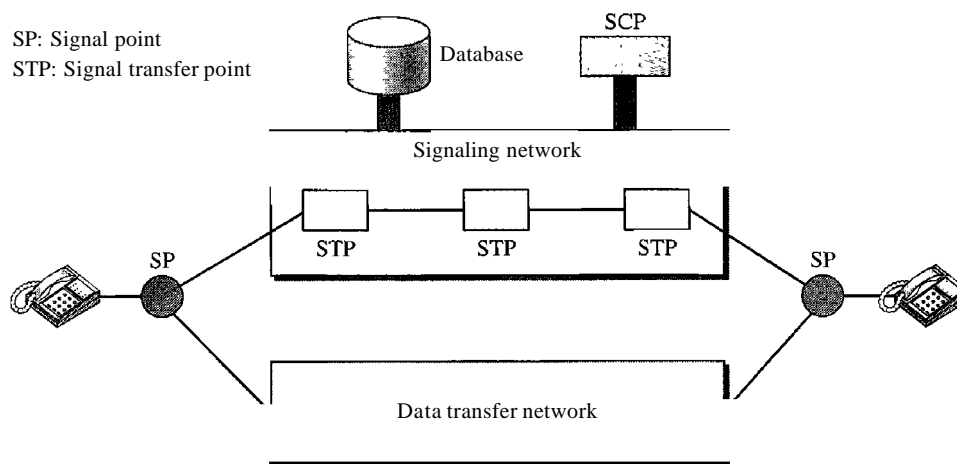 SP: Signal point
STP: Signal transfer point
Database
SCP
Signaling network
STP
STP
STP
SP
SP
Data transfer network